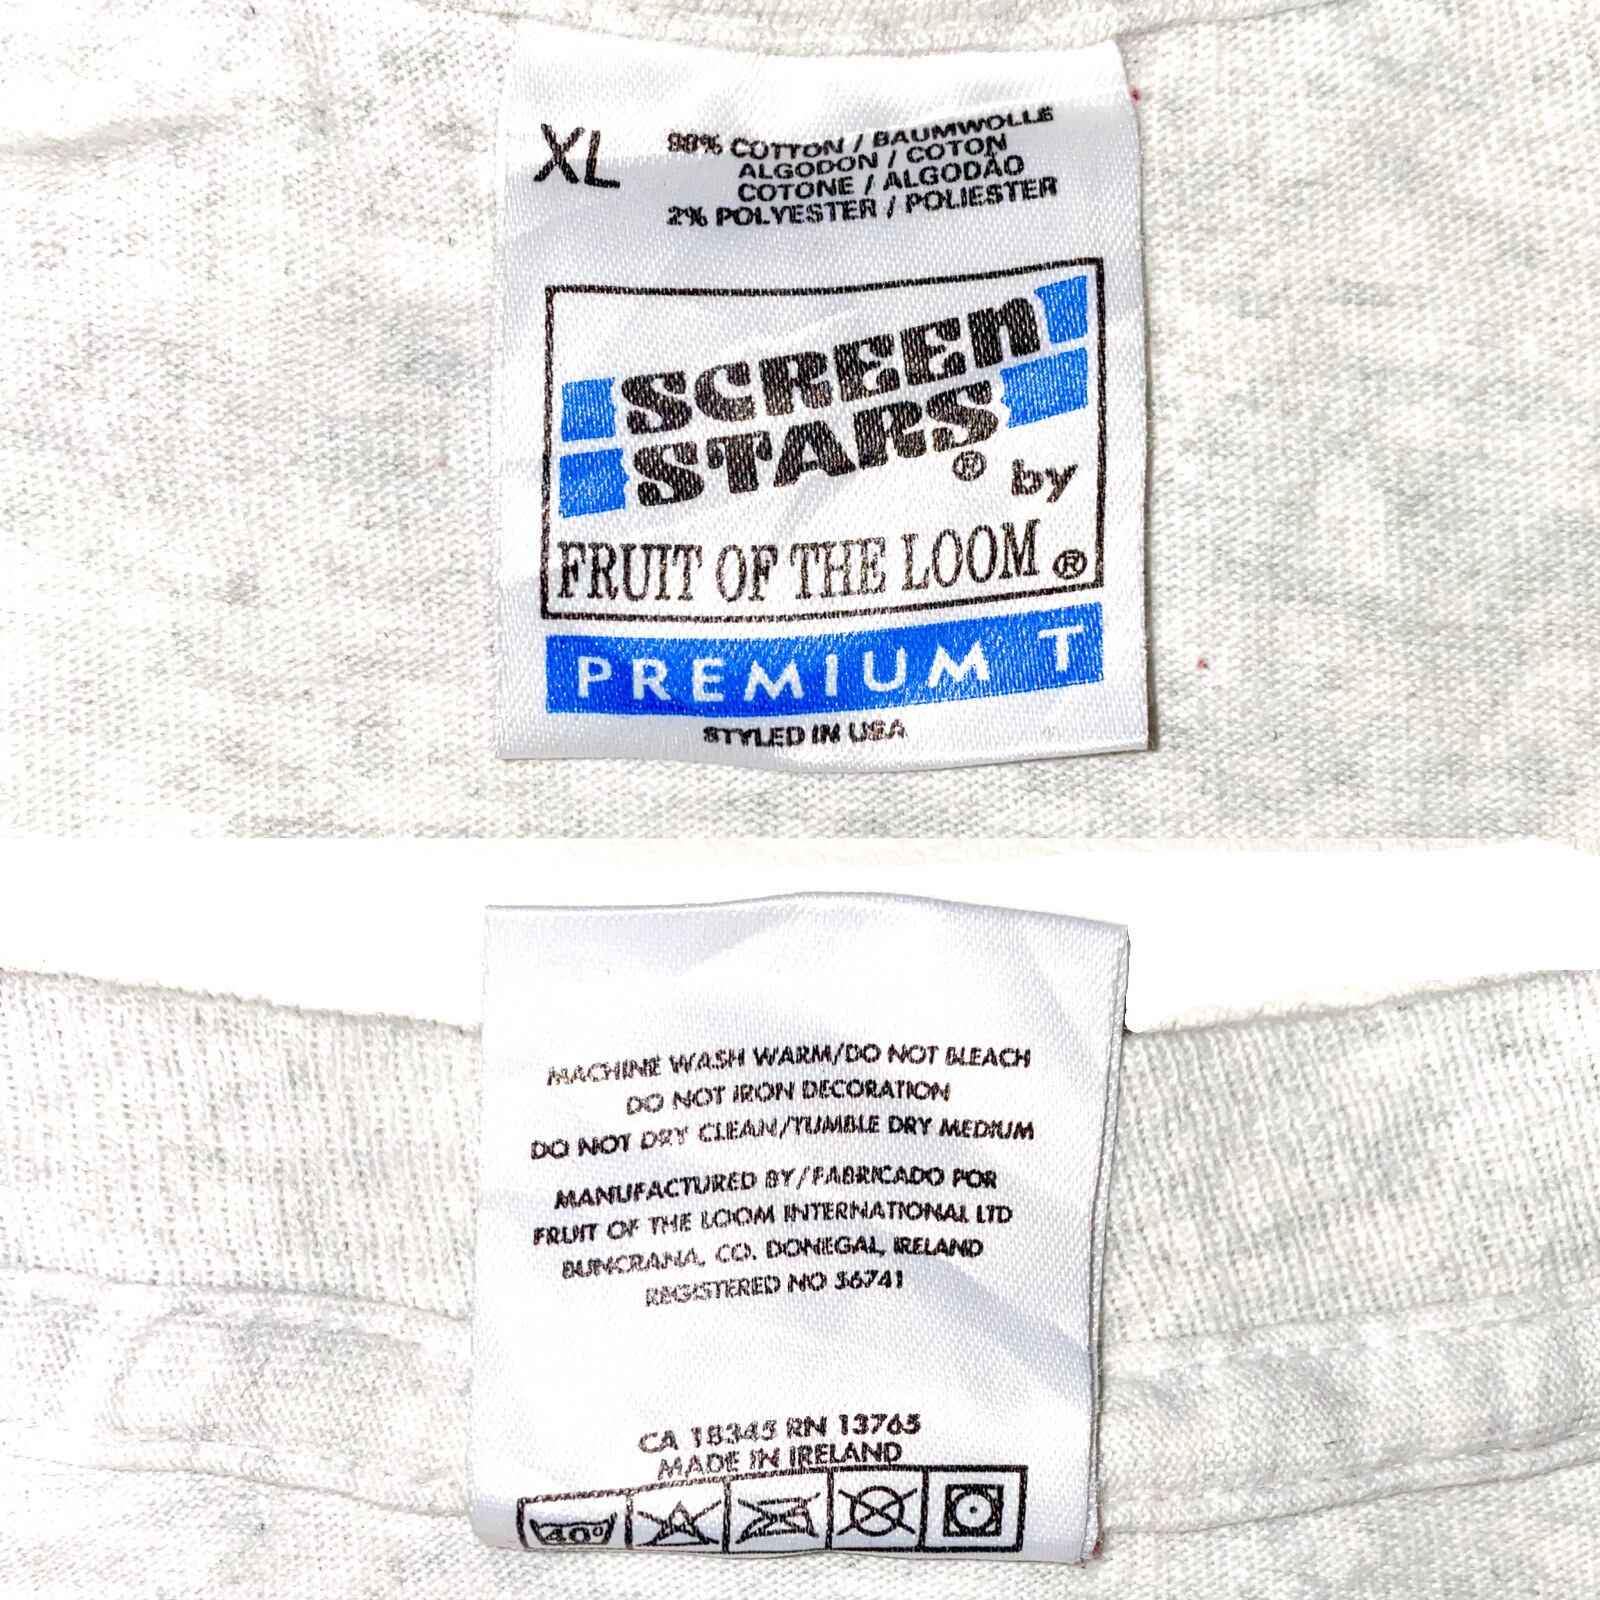 XL
98% COTTON / BAUMWOLLE
ALGODON / COTON
COTONE / ALGODÃO
2% POLYESTER / POLIESTER
SCREEN
STARS® by
FRUIT OF THE LOOM®
PREMIUM T
STYLED IN USA
MACHINE WASH WARM/DO NOT BLEACH
DO NOT IRON DECORATION
DO NOT DRY CLEAN/TUMBLE DRY MEDIUM
MANUFACTURED BY/FABRICADO POR
FRUIT OF THE LOOM INTERNATIONAL LTD
BUNCRANA, CO. DONEGAL, IRELAND
REGISTERED NO 56741
CA 18345 RN 13765
MADE IN IRELAND
40°